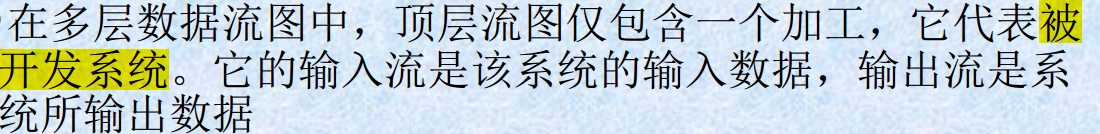 在多层数据流图中，顶层流图仅包含一个加工，它代表被
开发系统。它的输入流是该系统的输入数据，输出流是系
统所输出数据